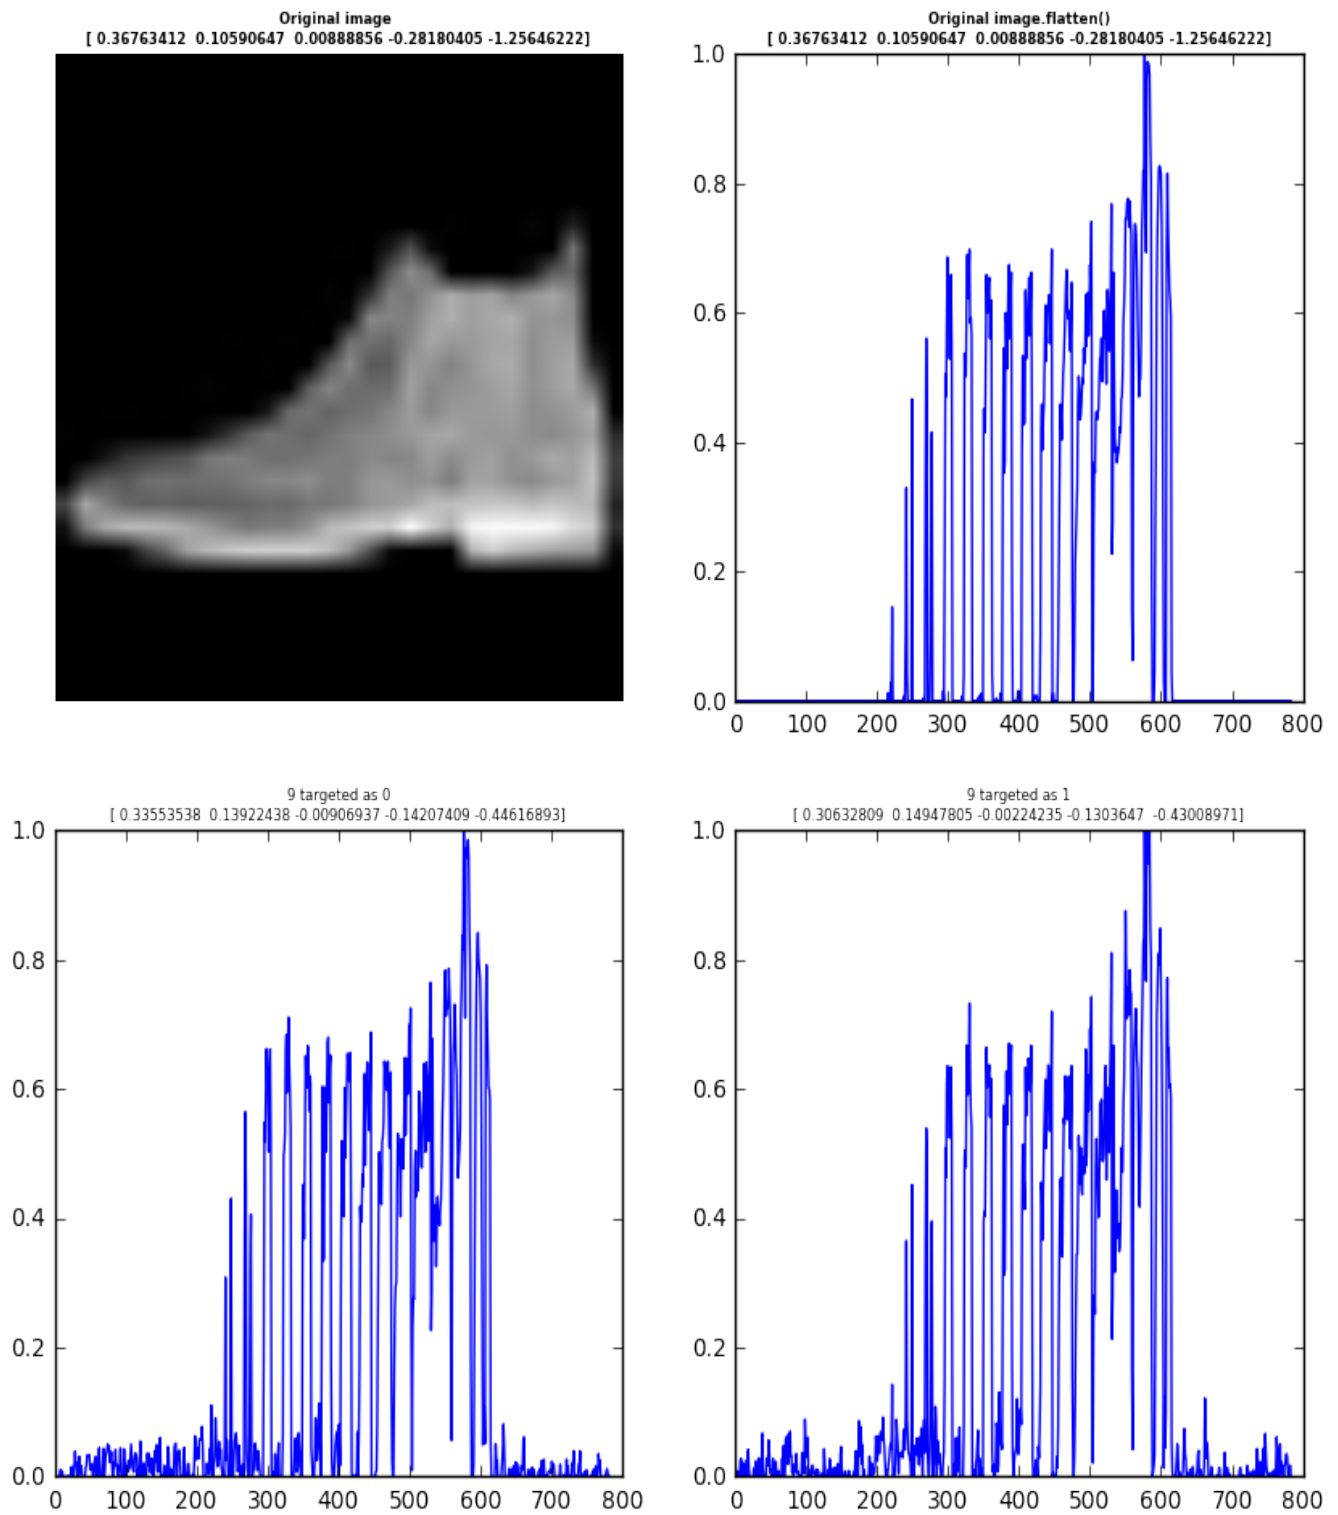 Original image
[ 0.36763412 0.10590647 0.00888856 -0.28180405 -1.25646222]
Original image.flatten()
[ 0.36763412 0.10590647 0.00888856 -0.28180405 -1.25646222]
1.0
0.8
0.6
0.4
0.2
0.0
0 100 200 300 400 500 600 700 800
9 targeted as 0
[ 0.33553538 0.13922438 -0.00906937 -0.14207409 -0.44616893]
1.0
0.8
0.6
0.4
0.2
0.0
0 100 200 300 400 500 600 700 800
9 targeted as 1
[ 0.30632809 0.14947805 -0.00224235 -0.1303647 -0.43008971]
1.0
0.8
0.6
0.4
0.2
0.0
0 100 200 300 400 500 600 700 800